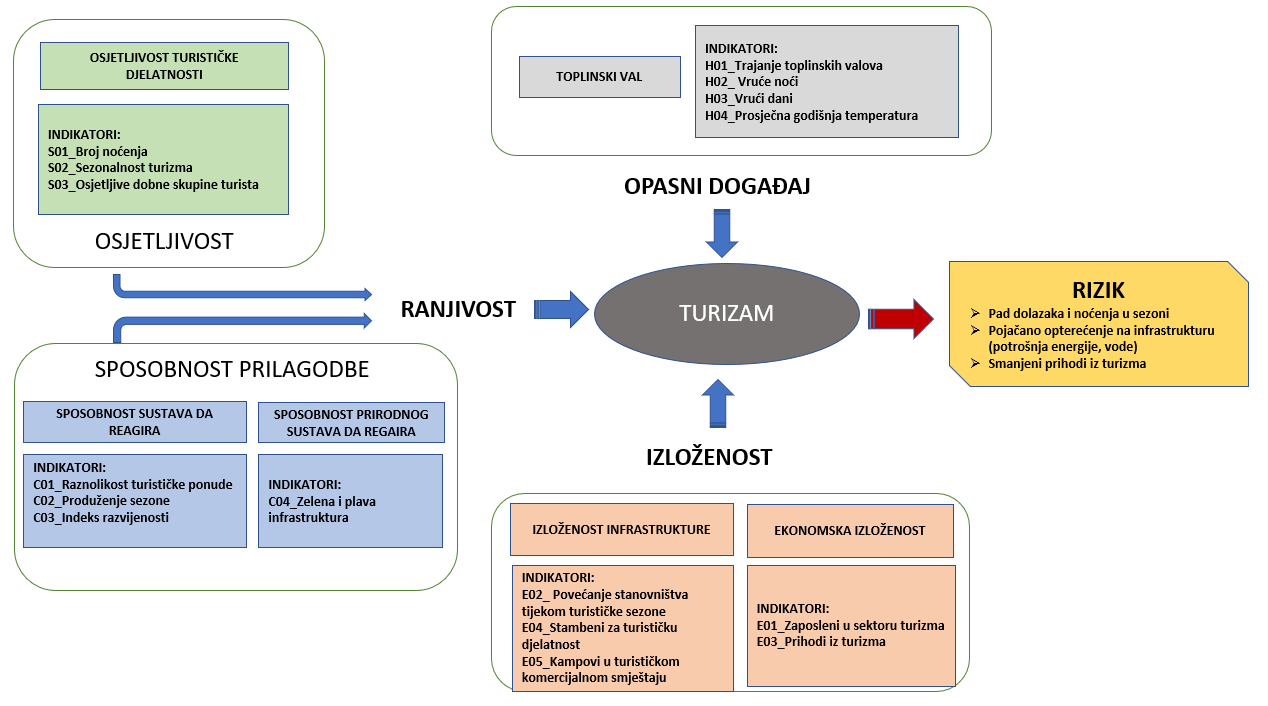 OSJETLJIVOST TURISTIČKE
DJELATNOSTI
INDIKATORI:
S01_Broj noćenja
S02_Sezonalnost turizma
S03_Osjetljive dobne skupine turista
OSJETLJIVOST
TOPLINSKI VAL
INDIKATORI:
H01_Trajanje toplinskih valova
H02_ Vruće noći
H03_Vrući dani
H04_Prosječna godišnja temperatura
OPASNI DOGAĐAJ
RANJIVOST
TURIZAM
RIZIK
➢ Pad dolazaka i noćenja u sezoni
➢ Pojačano opterećenje na infrastrukturu
(potrošnja energije, vode)
➢ Smanjeni prihodi iz turizma
SPOSOBNOST PRILAGODBE
SPOSOBNOST SUSTAVA DA
REAGIRA
INDIKATORI:
C01_Raznolikost turističke ponude
C02_Produženje sezone
C03_Indeks razvijenosti
SPOSOBNOST PRIRODNOG
SUSTAVA DA REGAIRA
INDIKATORI:
C04_Zelena i plava
infrastruktura
IZLOŽENOST
IZLOŽENOST INFRASTRUKTURE
INDIKATORI:
E02_ Povećanje stanovništva
tijekom turističke sezone
E04_Stambeni za turističku
djelatnost
E05_Kampovi u turističkom
komercijalnom smještaju
EKONOMSKA IZLOŽENOST
INDIKATORI:
E01_Zaposleni u sektoru turizma
E03_Prihodi iz turizma